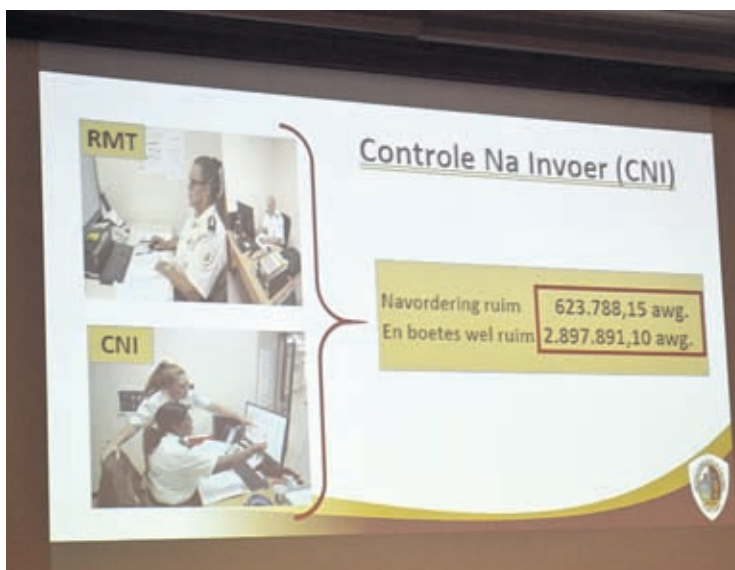 RMT
Controle Na Invoer (CNI)
Navordering ruim 623.788,15 awg.
En boetes wel ruim 2.897.891,10 awg.
CNI